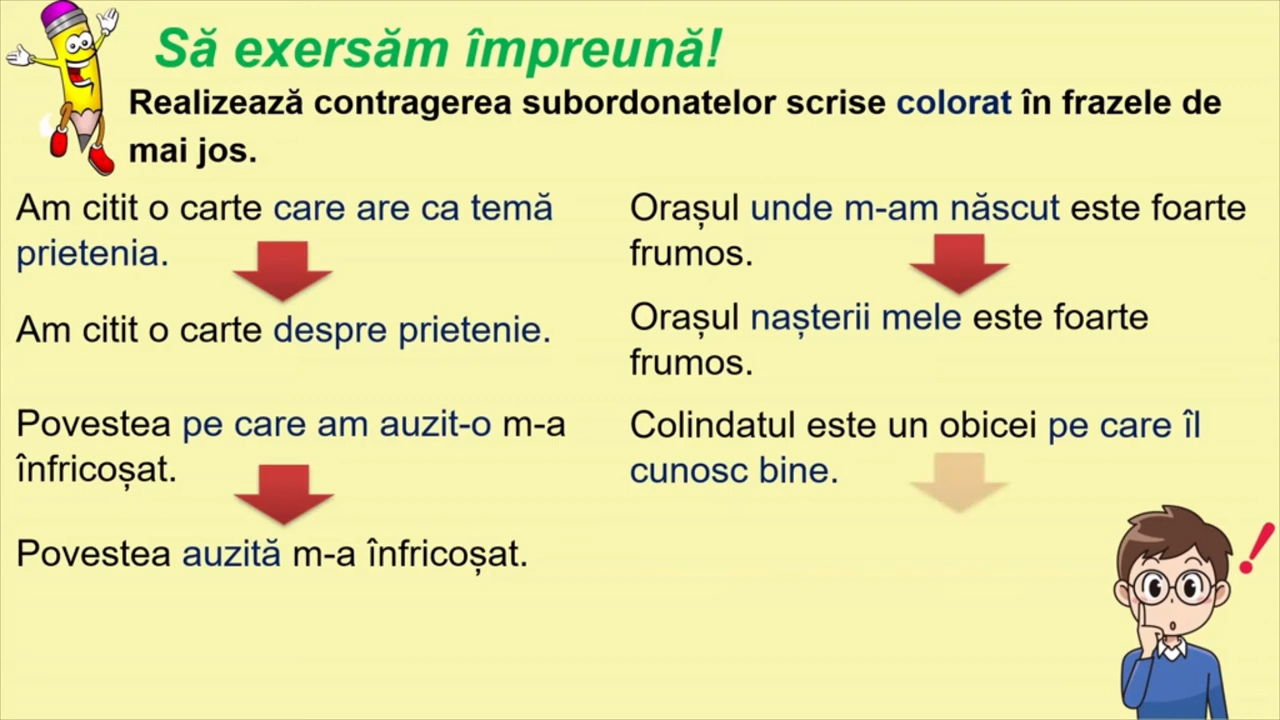 Să exersăm împreună!
Realizează contragerea subordonatelor scrise colorat în frazele de
mai jos.
Am citit o carte care are ca temă
prietenia.
Am citit o carte despre prietenie.
Povestea pe care am auzit-o m-a
înfricoșat.
Povestea auzită m-a înfricoșat.
Orașul unde m-am născut este foarte
frumos.
Orașul nașterii mele este foarte
frumos.
Colindatul este un obicei pe care îl
cunosc bine.